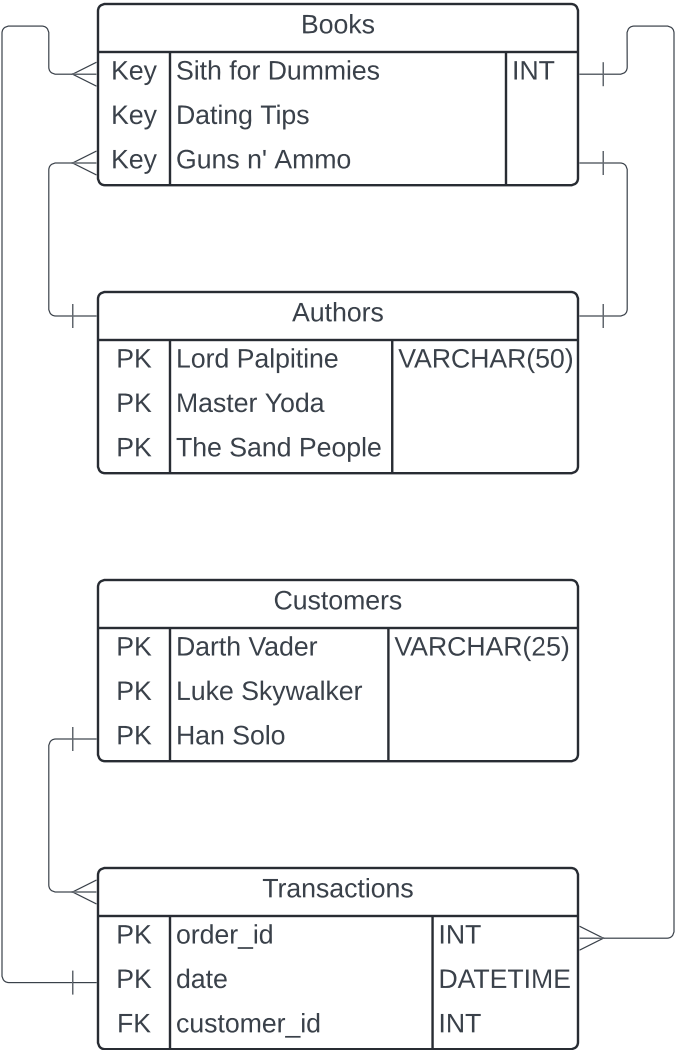 Books
Key Sith for Dummies INT
Key Dating Tips
Key Guns n' Ammo
Authors
PK Lord Palpitine VARCHAR(50)
PK Master Yoda
PK The Sand People
Customers
PK Darth Vader VARCHAR(25)
PK Luke Skywalker
PK Han Solo
Transactions
PK order_id INT
PK date DATETIME
FK customer_id INT